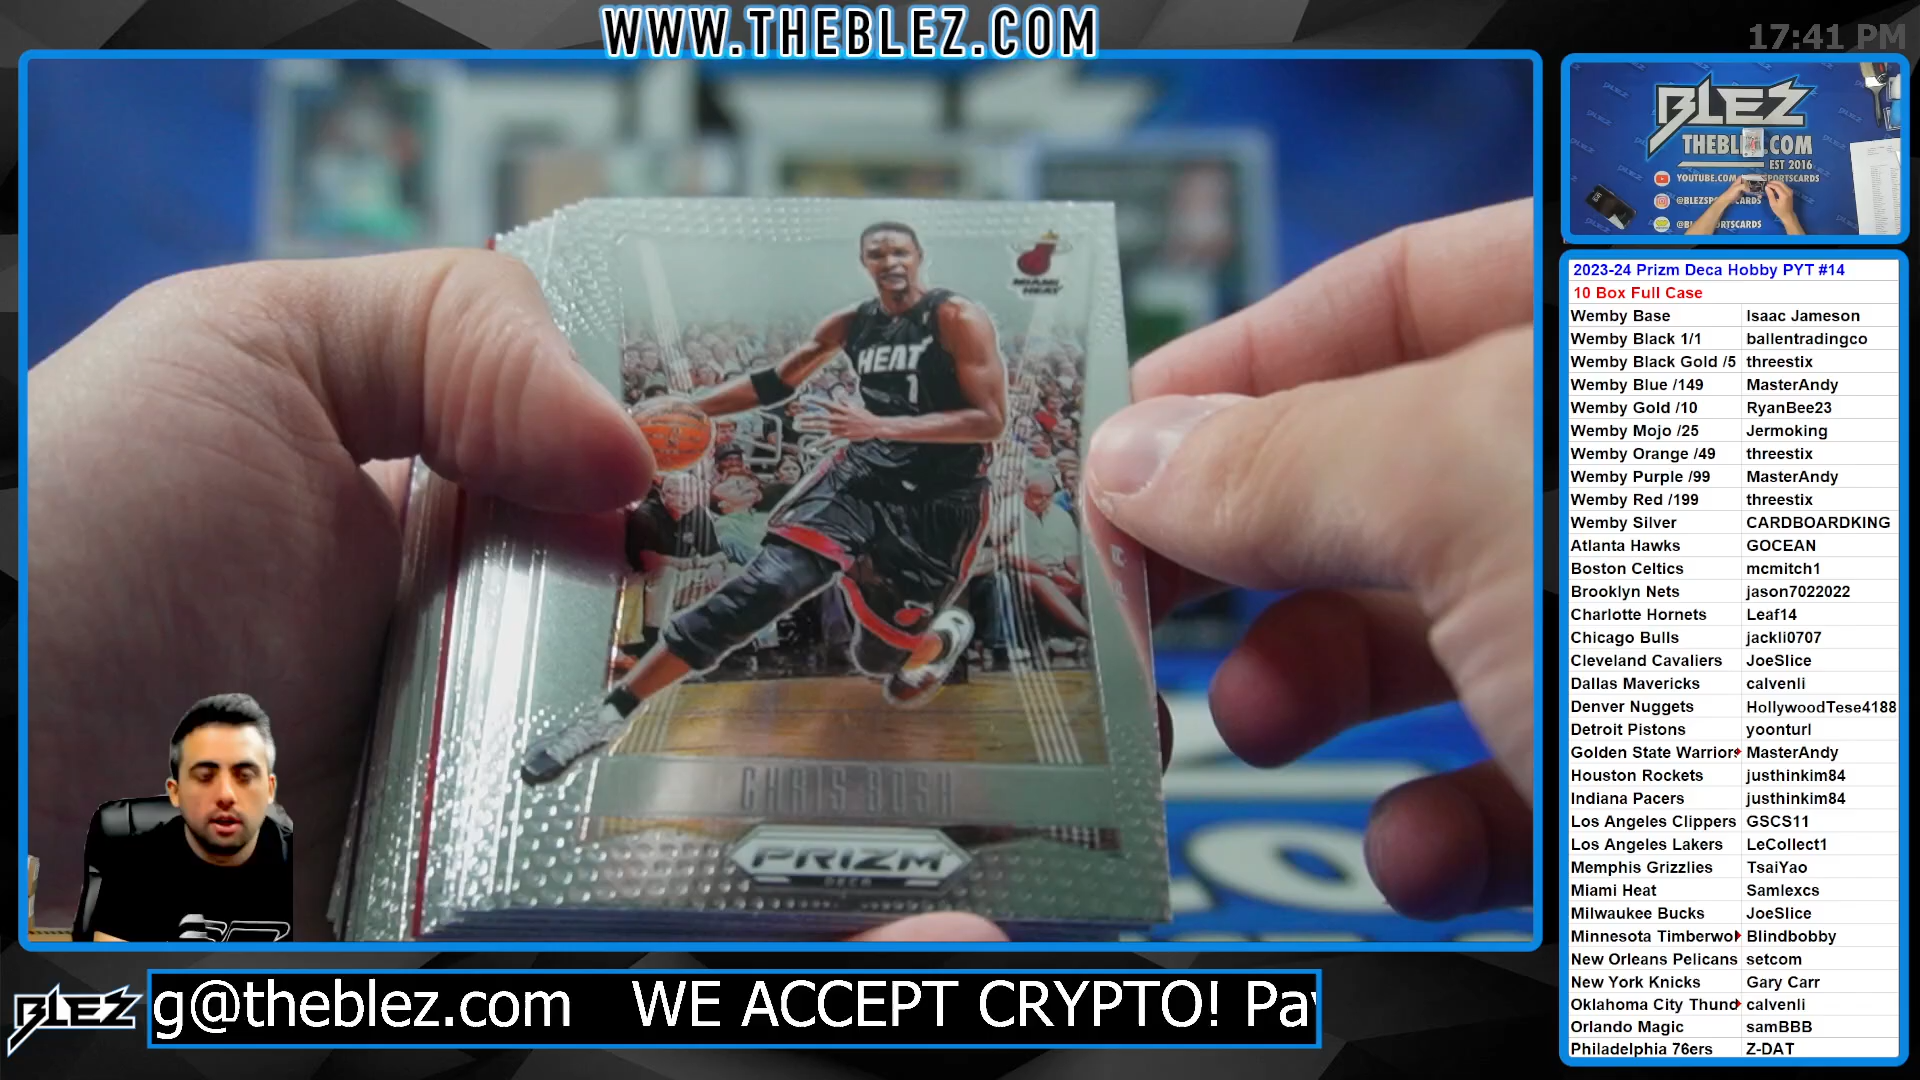 WWW.THEBLEZ.COM
17:41 PM
MIAMI
HEAT
HEAT
1
CHRIS BOSH
PRIZM
DECA
BLEZ
THEBLEZ.COM
EST 2016
2023-24 Prizm Deca Hobby PYT #14
10 Box Full Case
Wemby Base Isaac Jameson
Wemby Black 1/1 ballentradingco
Wemby Black Gold /5 threestix
Wemby Blue /149 MasterAndy
Wemby Gold /10 RyanBee23
Wemby Mojo /25 Jermoking
Wemby Orange /49 threestix
Wemby Purple /99 MasterAndy
Wemby Red /199 threestix
Wemby Silver CARDBOARDKING
Atlanta Hawks GOCEAN
Boston Celtics mcmitch1
Brooklyn Nets jason7022022
Charlotte Hornets Leaf14
Chicago Bulls jackli0707
Cleveland Cavaliers JoeSlice
Dallas Mavericks calvenli
Denver Nuggets HollywoodTese4188
Detroit Pistons yoonturl
Golden State Warriors MasterAndy
Houston Rockets justhinkim84
Indiana Pacers justhinkim84
Los Angeles Clippers GSCS11
Los Angeles Lakers LeCollect1
Memphis Grizzlies TsaiYao
Miami Heat Samlexcs
Milwaukee Bucks JoeSlice
Minnesota Timberwol Blindbobby
New Orleans Pelicans setcom
New York Knicks Gary Carr
Oklahoma City Thund calvenli
Orlando Magic samBBB
Philadelphia 76ers Z-DAT
BLEZ
g@theblez.com WE ACCEPT CRYPTO! Pay